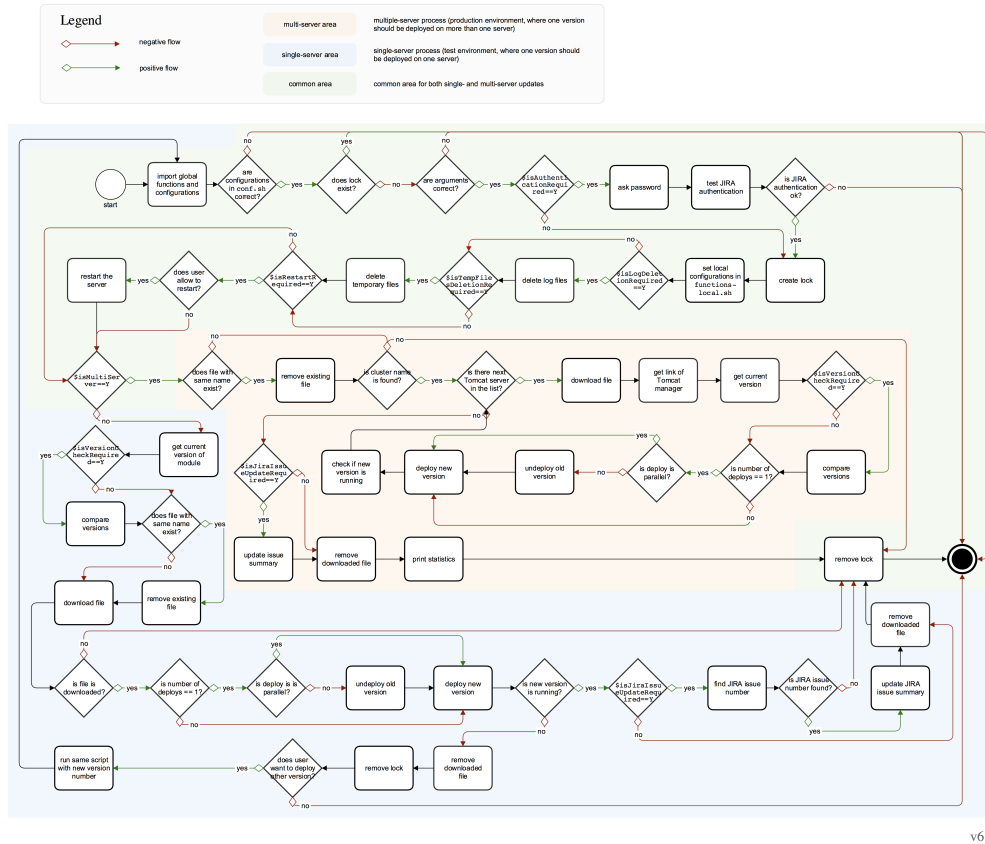 Legend
negative flow
positive flow
multi-server area
multiple-server process (production environment, where one version
should be deployed on more than one server)
single-server area
single-server process (test environment, where one version should
be deployed on one server)
common area
common area for both single- and multi-server updates
no
yes
no
start
import global
functions and
configurations
are
configurations
in conf.sh
correct?
yes
does lock
exist?
no
are arguments
correct?
yes
$isAuthenti
cationRequi
red==Y
yes
ask password
test JIRA
authentication
is JIRA
authentication
ok?
no
no
yes
no
no
restart the
server
yes
does user
allow to
restart?
yes
$isRestartR
equired==Y
delete
temporary files
yes
$isTempFile
sDeletionRe
quired==Y
delete log files
yes
$isLogDelet
ionRequired
==Y
set local
configurations in
functions-
local.sh
create lock
no
no
no
no
$isMultiSer
ver==Y
yes
does file with
same name
exist?
yes
remove existing
file
is cluster name
is found?
yes
is there next
Tomcat server
in the list?
yes
download file
get link of
Tomcat
manager
get current
version
$isVersionC
heckRequire
d==Y
yes
no
no
no
yes
$isVersionC
heckRequire
d==Y
yes
get current
version of
module
$isJiraIssu
eUpdateRequ
ired==Y
no
check if new
version is
running
deploy new
version
undeploy old
version
no
is deploy is
parallel?
yes
is number of
deploys == 1?
compare
versions
no
yes
no
compare
versions
does file with
same name
exist?
yes
no
update issue
summary
remove
downloaded file
print statistics
remove lock
download file
remove existing
file
no
yes
remove
downloaded
file
is file is
downloaded?
yes
is number of
deploys == 1?
yes
is deploy is is
parallel?
no
undeploy old
version
deploy new
version
is new version
is running?
yes
$isJiraIssu
eUpdateRequ
ired==Y
yes
find JIRA issue
number
is JIRA issue
number found?
no
update JIRA
issue summary
no
no
no
yes
run same script
with new version
number
yes
does user
want to deploy
other version?
remove lock
remove
downloaded
file
no
v6